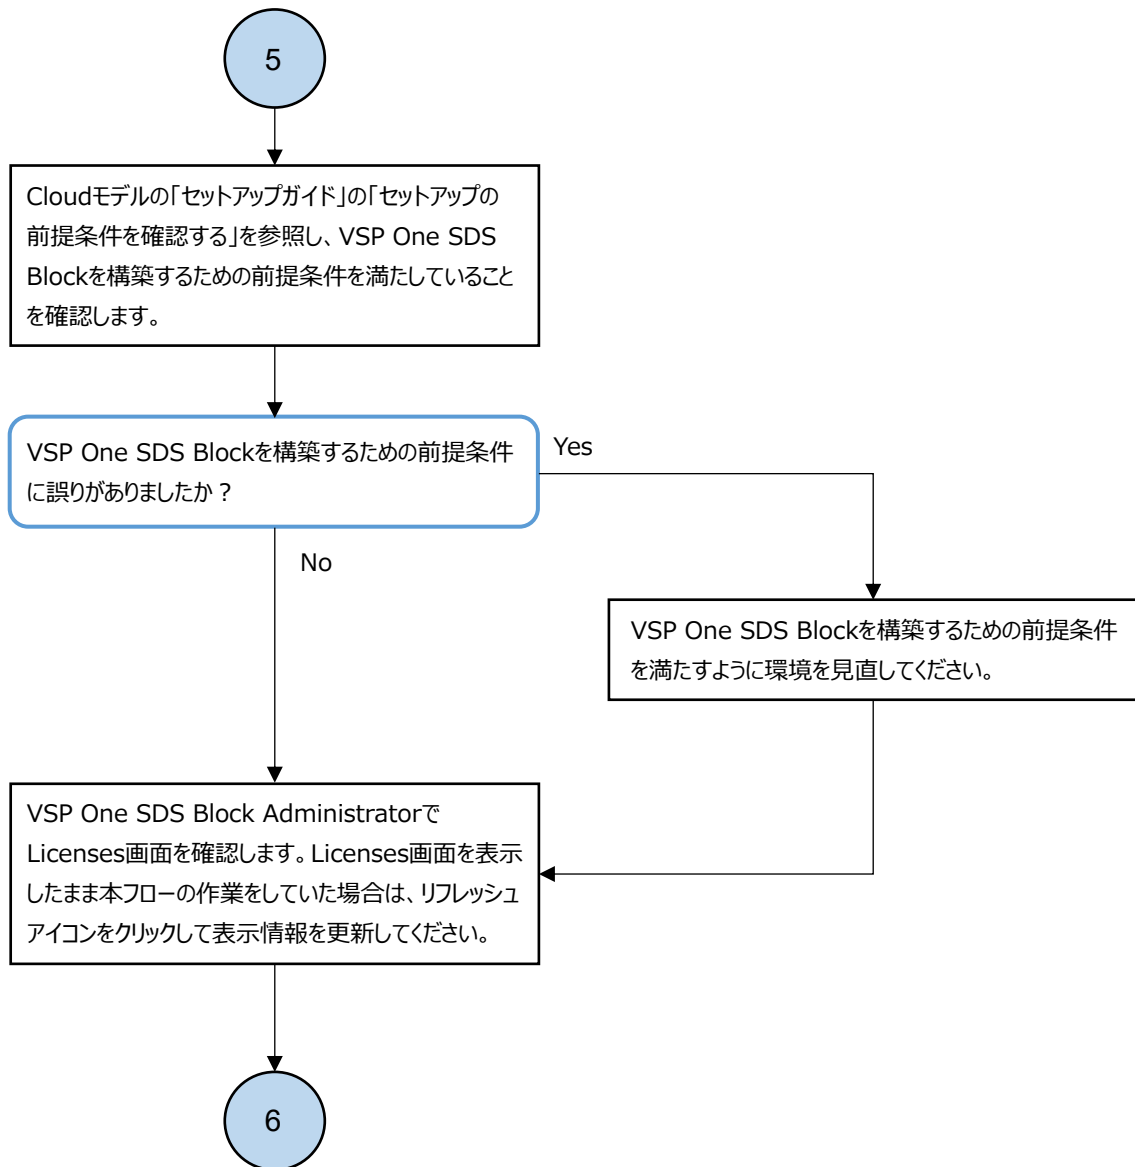 5
Cloudモデルの「セットアップガイド」の「セットアップの
前提条件を確認する」を参照し、VSP One SDS
Blockを構築するための前提条件を満たしていること
を確認します。
VSP One SDS Blockを構築するための前提条件
に誤りがありましたか？
Yes
No
VSP One SDS Blockを構築するための前提条件
を満たすように環境を見直してください。
VSP One SDS Block Administratorで
Licenses画面を確認します。Licenses画面を表示
したまま本フローの作業をしていた場合は、リフレッシュ
アイコンをクリックして表示情報を更新してください。
6